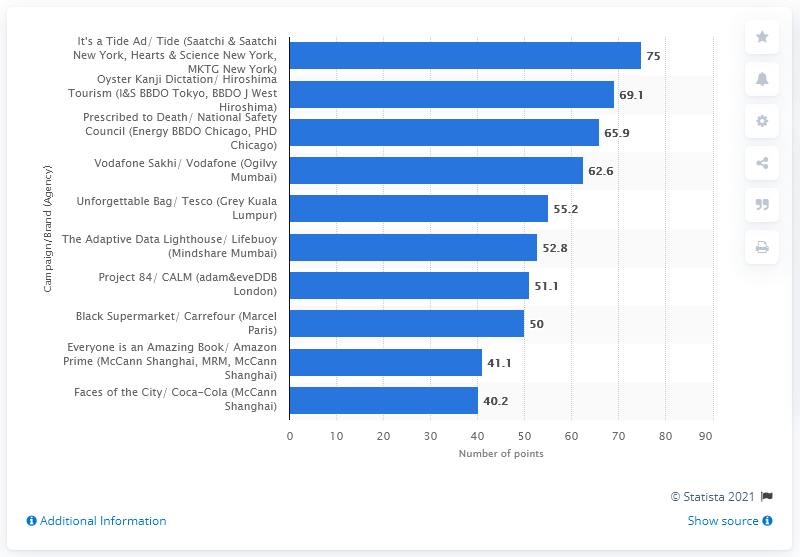 It's a Tide Ad/ Tide (Saatchi & Saatchi
New York, Hearts & Science New York,
MKTG New York)
75
Oyster Kanji Dictation/ Hiroshima
Tourism (I&S BBDO Tokyo, BBDO J West
Hiroshima)
69.1
Prescribed to Death/ National Safety
Council (Energy BBDO Chicago, PHD
Chicago)
65.9
Vodafone Sakhi/ Vodafone (Ogilvy
Mumbai)
62.6
Unforgettable Bag/ Tesco (Grey Kuala
Lumpur)
55.2
The Adaptive Data Lighthouse/ Lifebuoy
(Mindshare Mumbai)
52.8
Project 84/ CALM (adam&eveDDB
London)
51.1
Black Supermarket/ Carrefour (Marcel
Paris)
50
Everyone is an Amazing Book/ Amazon
Prime (McCann Shanghai, MRM, McCann
Shanghai)
41.1
Faces of the City/ Coca-Cola (McCann
Shanghai)
40.2
Campaign/Brand (Agency)
0 10 20 30 40 50 60 70 80 90
Number of points
© Statista 2021
Additional Information
Show source